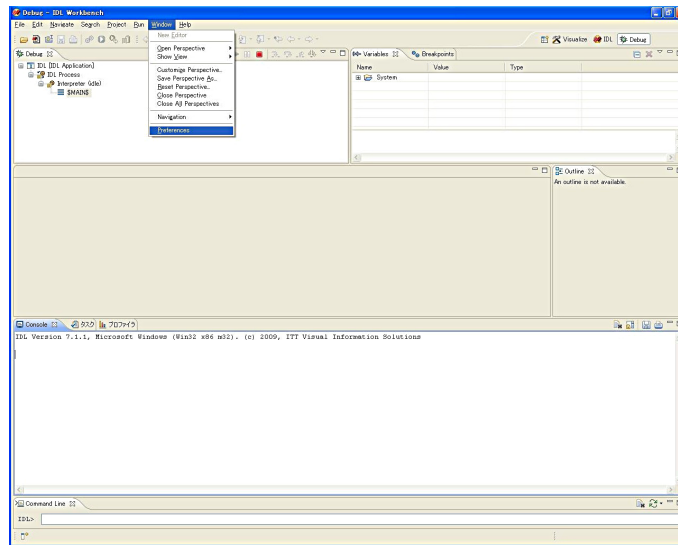 Debug - IDL Workbench
File Edit Navigate Search Project Run Window Help
New Editor
Open Perspective
Show View
Customize Perspective..
Save Perspective As..
Reset Perspective..
Close Perspective
Close All Perspectives
Navigation
Preferences
Visualize IDL Debug
Debug
IDL [IDL Application]
IDL Process
Interpreter (idle)
$MAIN$
Variables Breakpoints
Name Value Type
System
Outline
An outline is not available.
Console タスク プロファイラ
IDL Version 7.1.1, Microsoft Windows (Win32 x86 m32). (c) 2009, ITT Visual Information Solutions
Command Line
IDL>